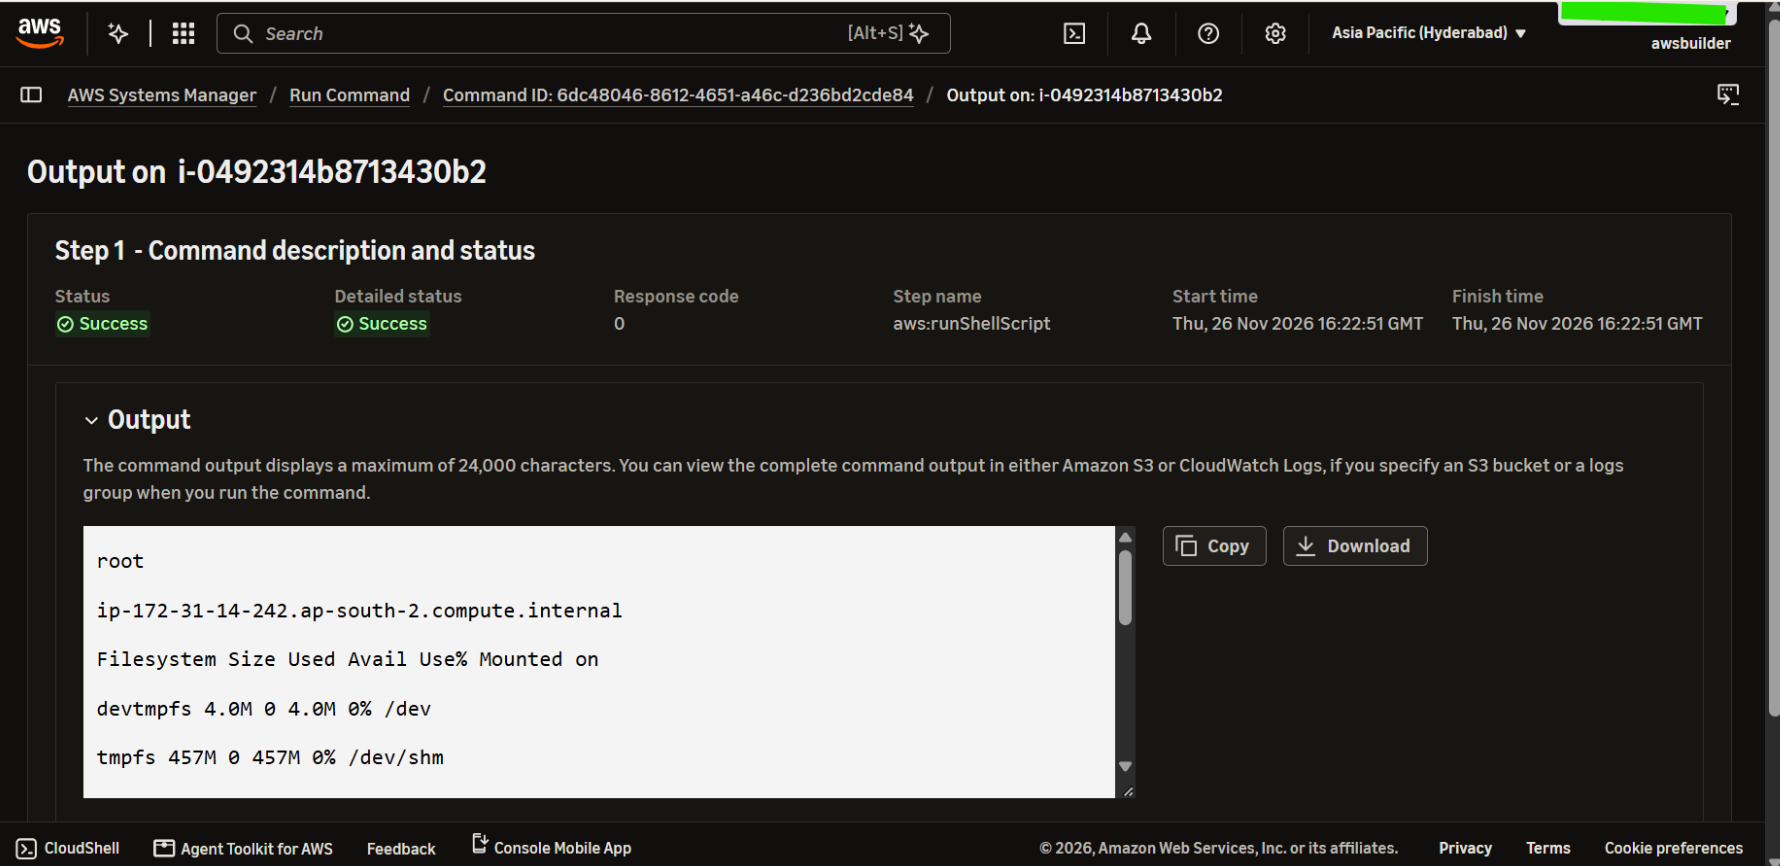 aws
Search
[Alt+S]
Asia Pacific (Hyderabad) ▼
awsbuilder
AWS Systems Manager / Run Command / Command ID: 6dc48046-8612-4651-a46c-d236bd2cde84 / Output on: i-0492314b8713430b2
Output on i-0492314b8713430b2
Step 1 - Command description and status
Status
Success
Detailed status
Success
Response code
0
Step name
aws:runShellScript
Start time
Thu, 26 Nov 2026 16:22:51 GMT
Finish time
Thu, 26 Nov 2026 16:22:51 GMT
Output
The command output displays a maximum of 24,000 characters. You can view the complete command output in either Amazon S3 or CloudWatch Logs, if you specify an S3 bucket or a logs
group when you run the command.
root
ip-172-31-14-242.ap-south-2.compute.internal
Filesystem Size Used Avail Use% Mounted on
devtmpfs 4.0M 0 4.0M 0% /dev
tmpfs 457M 0 457M 0% /dev/shm
Copy
Download
CloudShell
Agent Toolkit for AWS
Feedback
Console Mobile App
© 2026, Amazon Web Services, Inc. or its affiliates.
Privacy
Terms
Cookie preferences